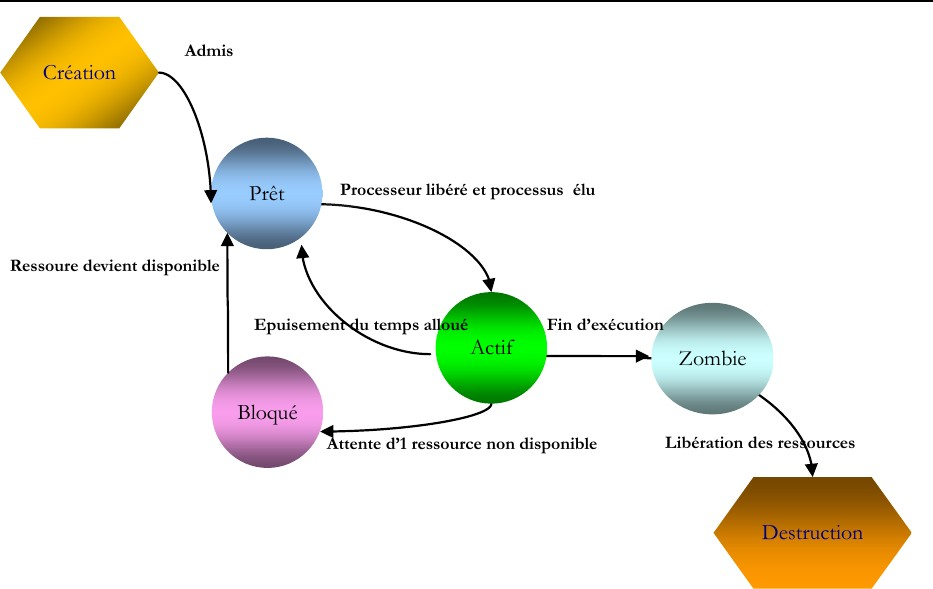 Admis
Création
Prêt
Processeur libéré et processus élu
Ressoure devient disponible
Epuisement du temps alloué
Fin d'exécution
Actif
Zombie
Bloqué
Attente d'1 ressource non disponible
Libération des ressources
Destruction